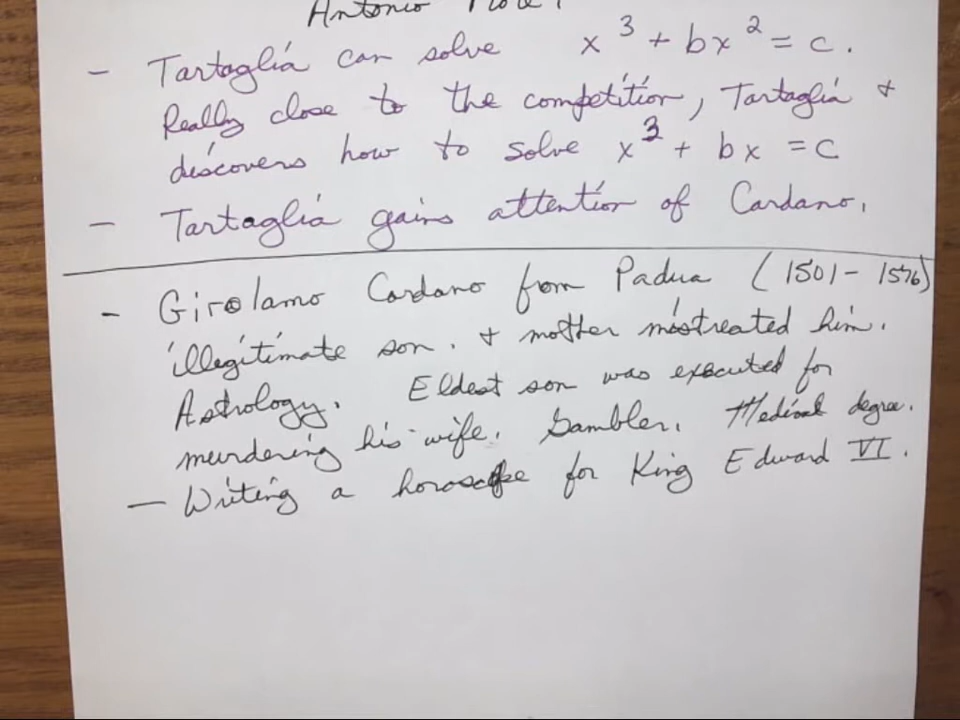 Antonio
- Tartaglia can solve x³ + bx² = c.
Really close to the competition, Tartaglia +
discovers how to solve x³ + bx = c
- Tartaglia gains attention of Cardano.
- Girolamo Cardano from Padua (1501 - 1576)
illegitimate son. + mother mistreated him.
Astrology. Eldest son was executed for
murdering his wife. Gambler. Medical degree.
- Writing a horoscope for King Edward VI.